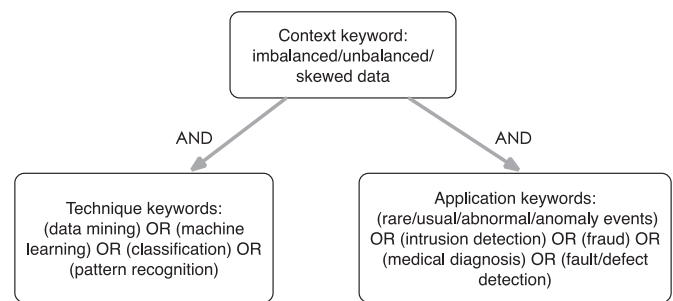 Context keyword:
imbalanced/unbalanced/
skewed data
AND
AND
Technique keywords:
(data mining) OR (machine
learning) OR (classification) OR
(pattern recognition)
Application keywords:
(rare/usual/abnormal/anomaly events)
OR (intrusion detection) OR (fraud) OR
(medical diagnosis) OR (fault/defect
detection)